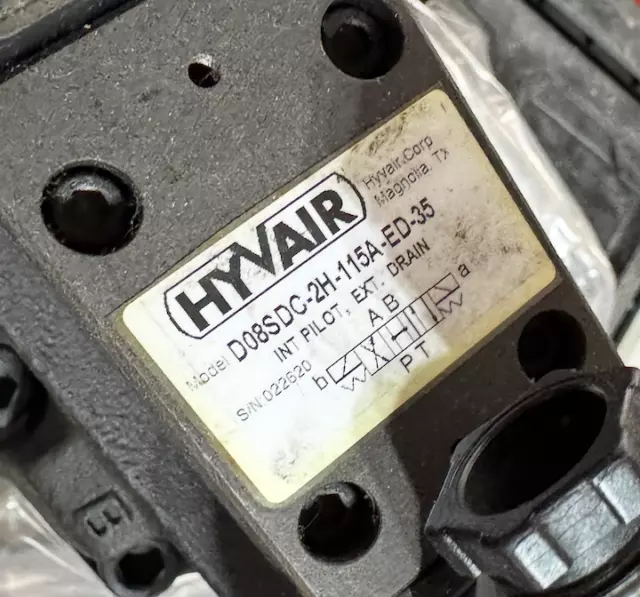 HYVAIR
Hyvair Corp
Magnolia, Tx
Model D08SDC-2H-115A-ED-35
INT PILOT, EXT. DRAIN
S/N 022620
A B
b a
P T
E